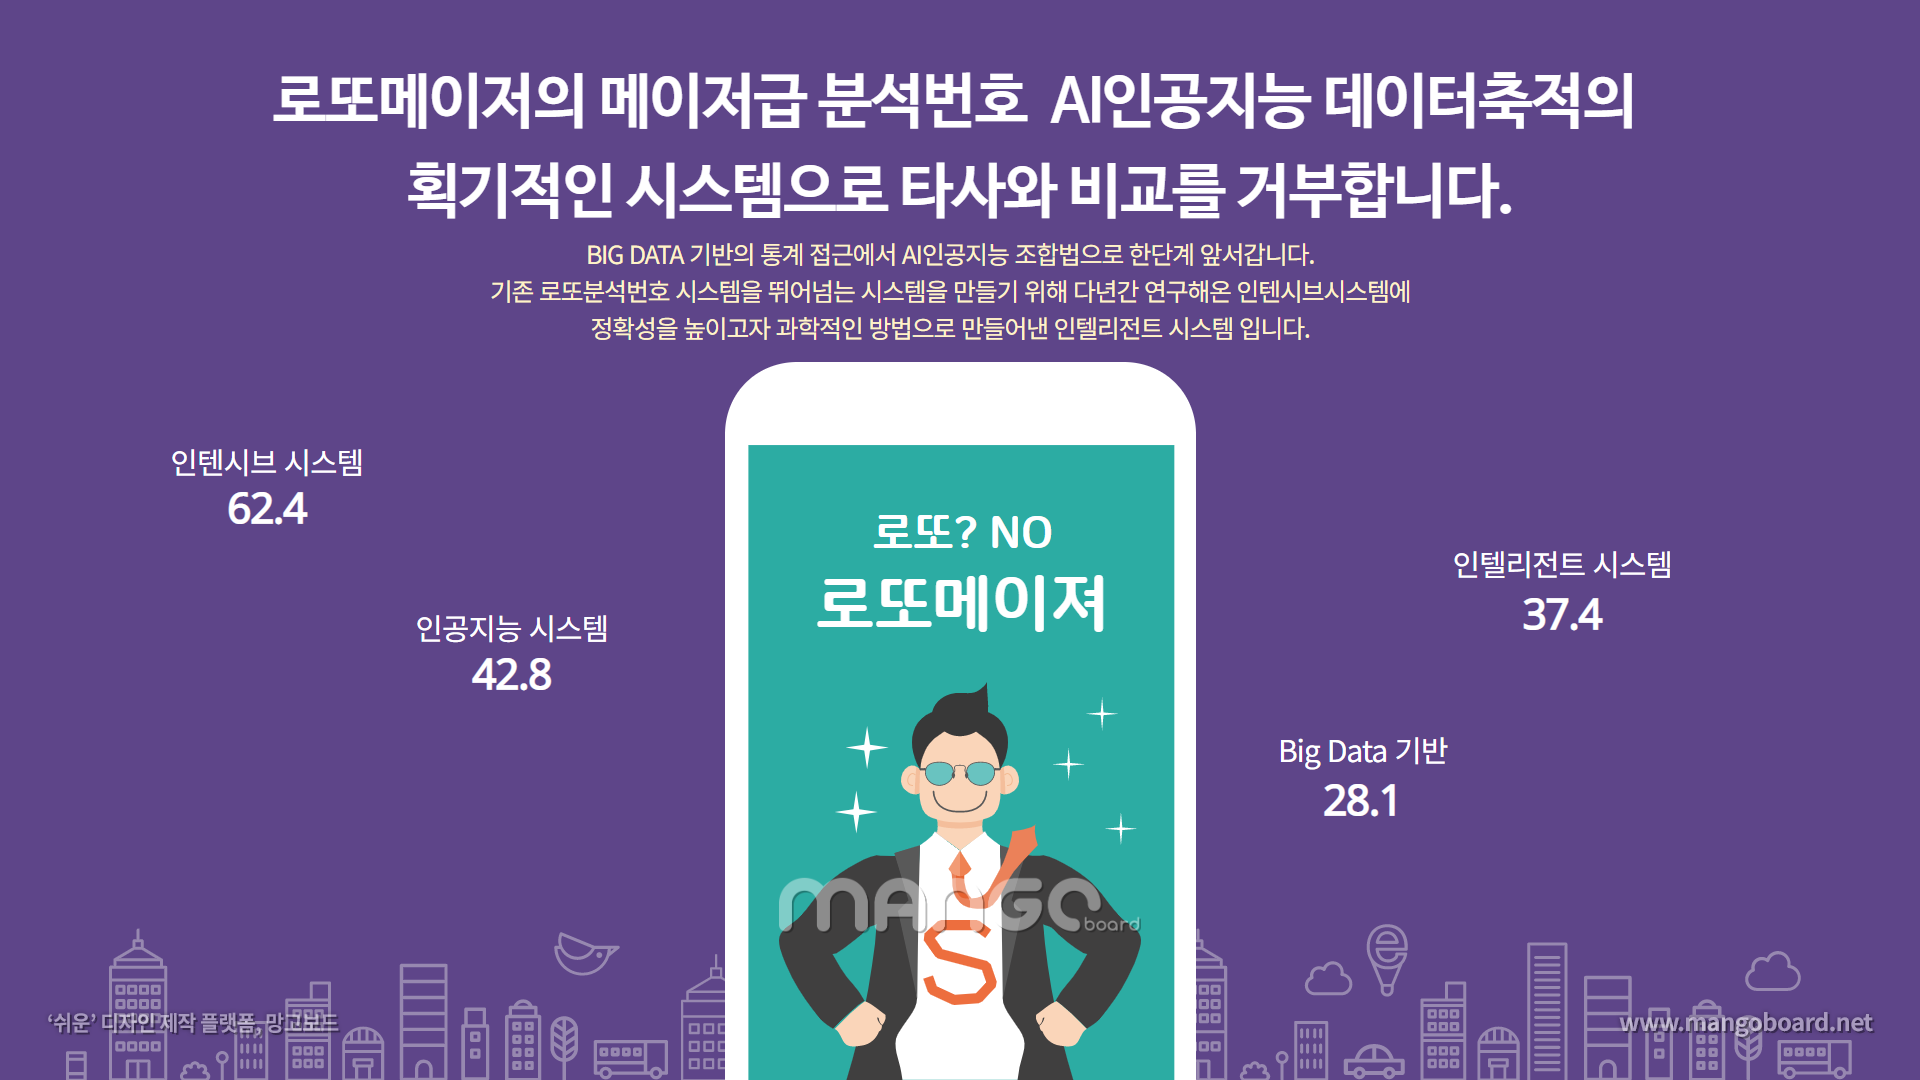 로또메이저의 메이저급 분석번호 AI인공지능 데이터축적의
획기적인 시스템으로 타사와 비교를 거부합니다.
BIG DATA 기반의 통계 접근에서 AI인공지능 조합법으로 한단계 앞서갑니다.
기존 로또분석번호 시스템을 뛰어넘는 시스템을 만들기 위해 다년간 연구해온 인텐시브시스템에
정확성을 높이고자 과학적인 방법으로 만들어낸 인텔리전트 시스템 입니다.
인텐시브 시스템
62.4
인공지능 시스템
42.8
로또? NO
로또메이져
인텔리전트 시스템
37.4
Big Data 기반
28.1
MANGO board
S
e
‘쉬운’ 디자인 제작 플랫폼, 망고보드
www.mangoboard.net